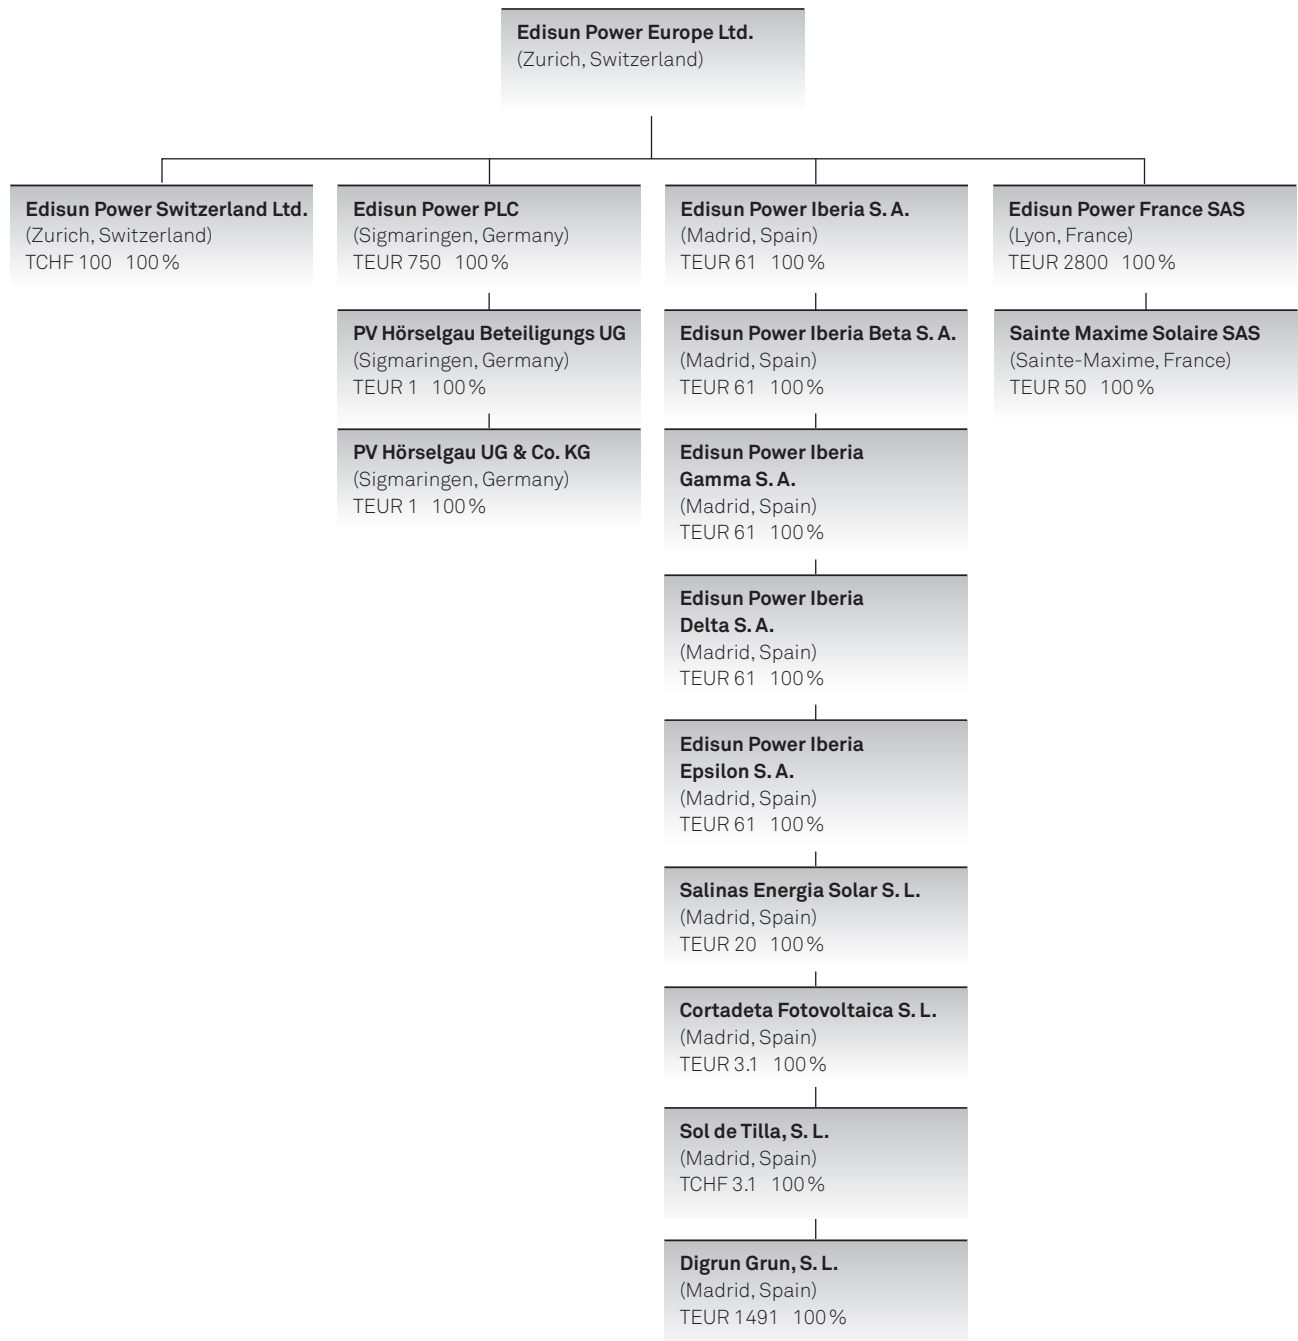 Edisun Power Europe Ltd.
(Zurich, Switzerland)
Edisun Power Switzerland Ltd.
(Zurich, Switzerland)
TCHF 100 100%
Edisun Power PLC
(Sigmaringen, Germany)
TEUR 750 100%
PV Hörselgau Beteiligungs UG
(Sigmaringen, Germany)
TEUR 1 100%
PV Hörselgau UG & Co. KG
(Sigmaringen, Germany)
TEUR 1 100%
Edisun Power Iberia S. A.
(Madrid, Spain)
TEUR 61 100%
Edisun Power Iberia Beta S. A.
(Madrid, Spain)
TEUR 61 100%
Edisun Power Iberia
Gamma S. A.
(Madrid, Spain)
TEUR 61 100%
Edisun Power Iberia
Delta S. A.
(Madrid, Spain)
TEUR 61 100%
Edisun Power Iberia
Epsilon S. A.
(Madrid, Spain)
TEUR 61 100%
Salinas Energia Solar S. L.
(Madrid, Spain)
TEUR 20 100%
Cortadeta Fotovoltaica S. L.
(Madrid, Spain)
TEUR 3.1 100%
Sol de Tilla, S. L.
(Madrid, Spain)
TCHF 3.1 100%
Digrun Grun, S. L.
(Madrid, Spain)
TEUR 1491 100%
Edisun Power France SAS
(Lyon, France)
TEUR 2800 100%
Sainte Maxime Solaire SAS
(Sainte-Maxime, France)
TEUR 50 100%